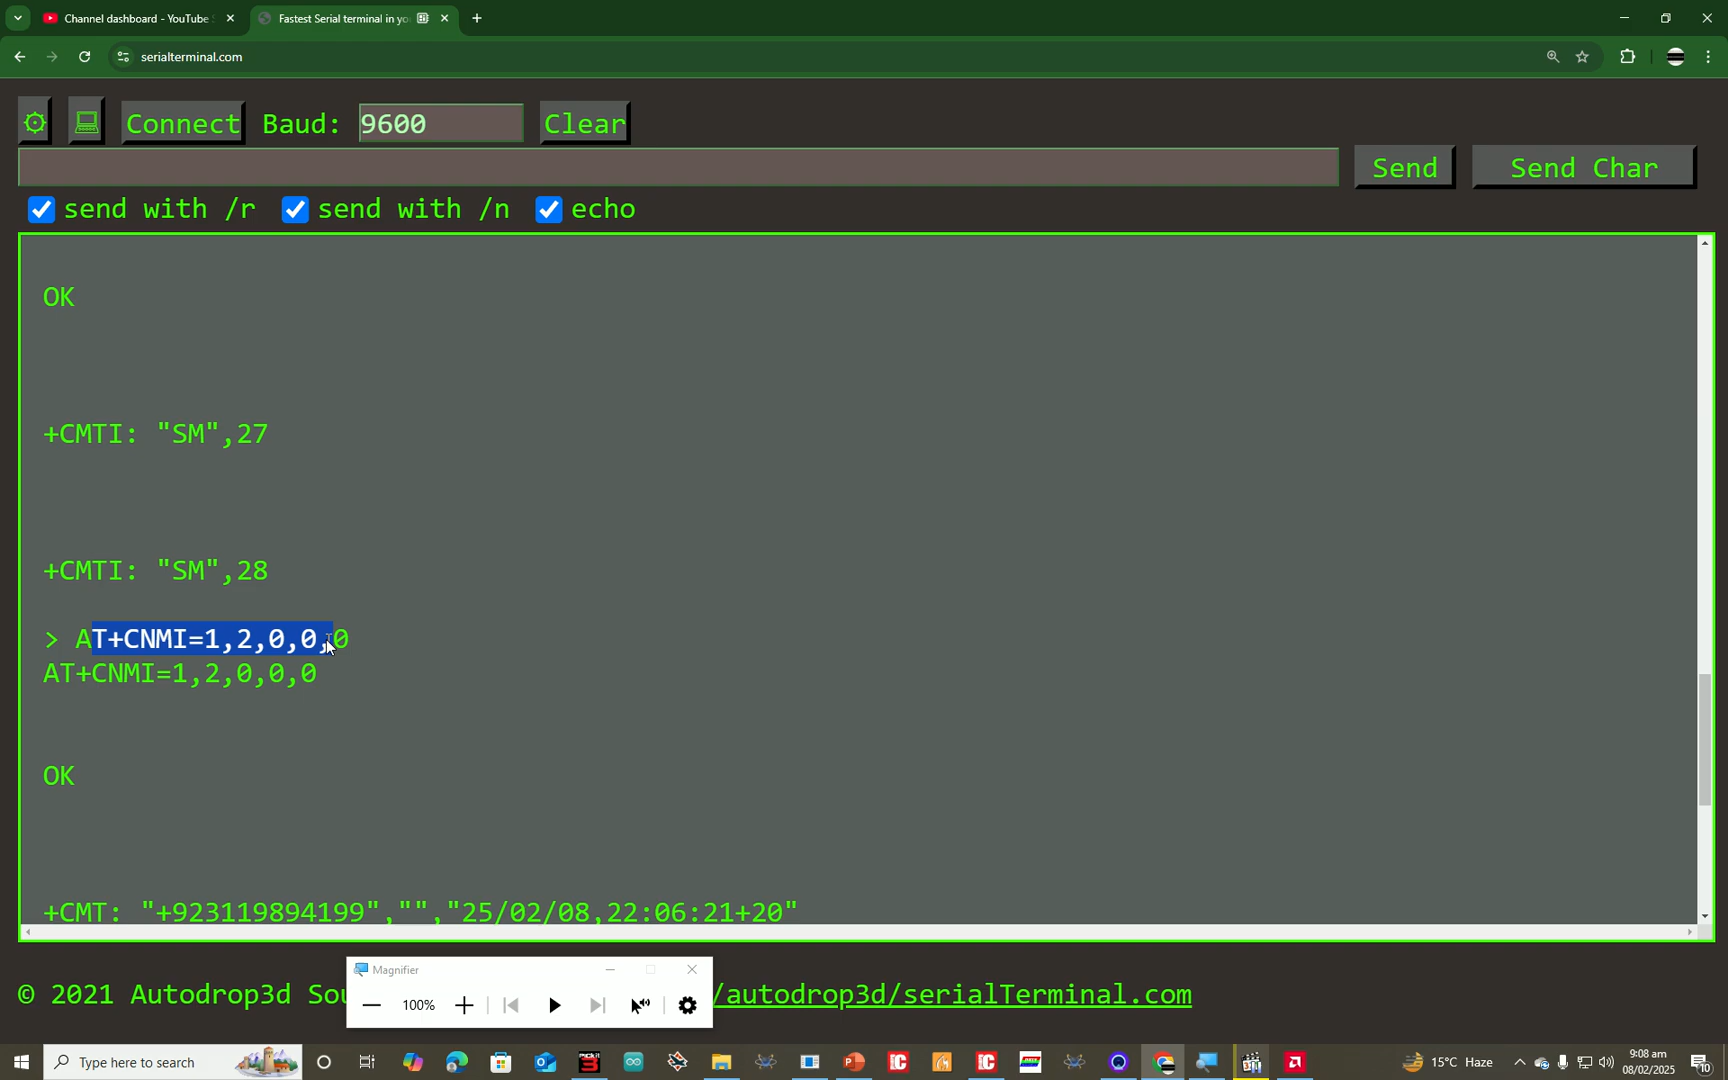 Channel dashboard - YouTube S
Fastest Serial terminal in yo
serialterminal.com
Connect Baud: 9600 Clear
Send Send Char
send with /r send with /n echo
OK
+CMTI: "SM",27
+CMTI: "SM",28
> AT+CNMI=1,2,0,0,0
AT+CNMI=1,2,0,0,0
OK
+CMT: "+923119894199","","25/02/08,22:06:21+20"
Magnifier
100%
© 2021 Autodrop3d Sou /autodrop3d/serialTerminal.com
Type here to search
15°C Haze
9:08 am
08/02/2025
10